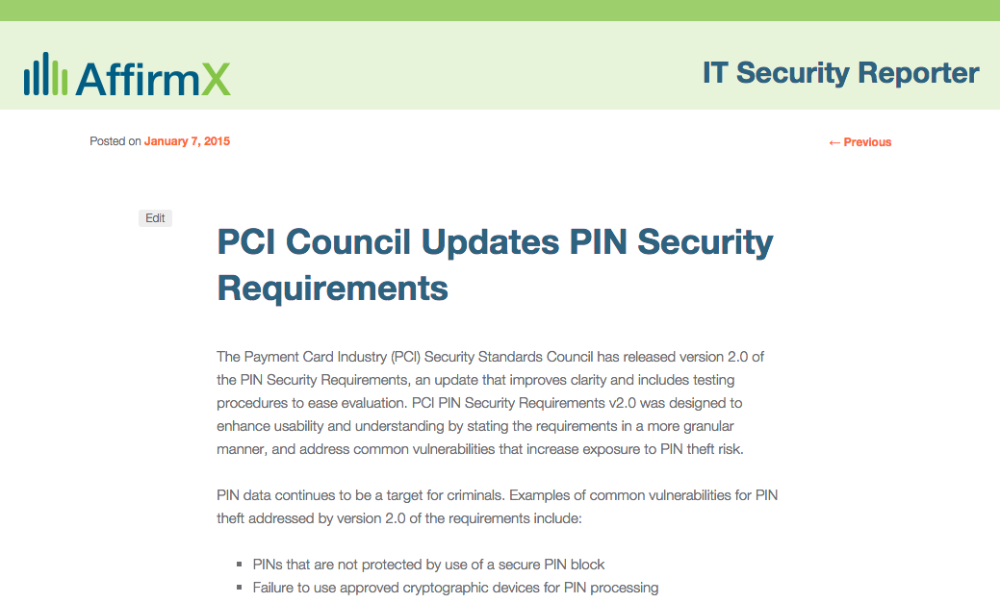 AffirmX
IT Security Reporter
Posted on January 7, 2015
← Previous
Edit
PCI Council Updates PIN Security
Requirements
The Payment Card Industry (PCI) Security Standards Council has released version 2.0 of
the PIN Security Requirements, an update that improves clarity and includes testing
procedures to ease evaluation. PCI PIN Security Requirements v2.0 was designed to
enhance usability and understanding by stating the requirements in a more granular
manner, and address common vulnerabilities that increase exposure to PIN theft risk.
PIN data continues to be a target for criminals. Examples of common vulnerabilities for PIN
theft addressed by version 2.0 of the requirements include:
▪ PINs that are not protected by use of a secure PIN block
▪ Failure to use approved cryptographic devices for PIN processing